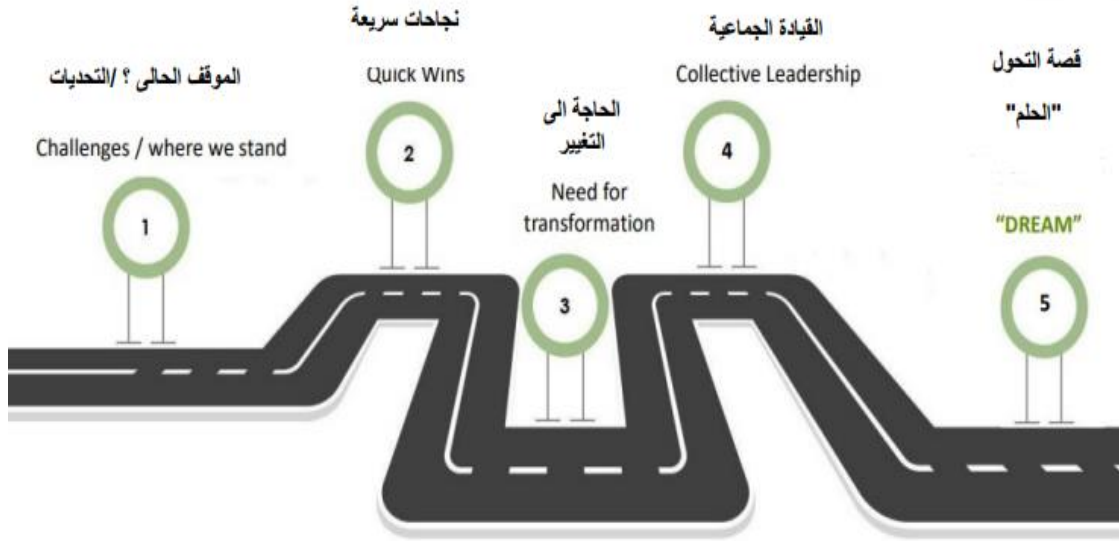 الموقف الحالى ؟ /التحديات
Challenges / where we stand
1
نجاحات سريعة
Quick Wins
2
الحاجة الى
التغيير
Need for
transformation
3
القيادة الجماعية
Collective Leadership
4
قصة التحول
"الحلم"
“DREAM”
5